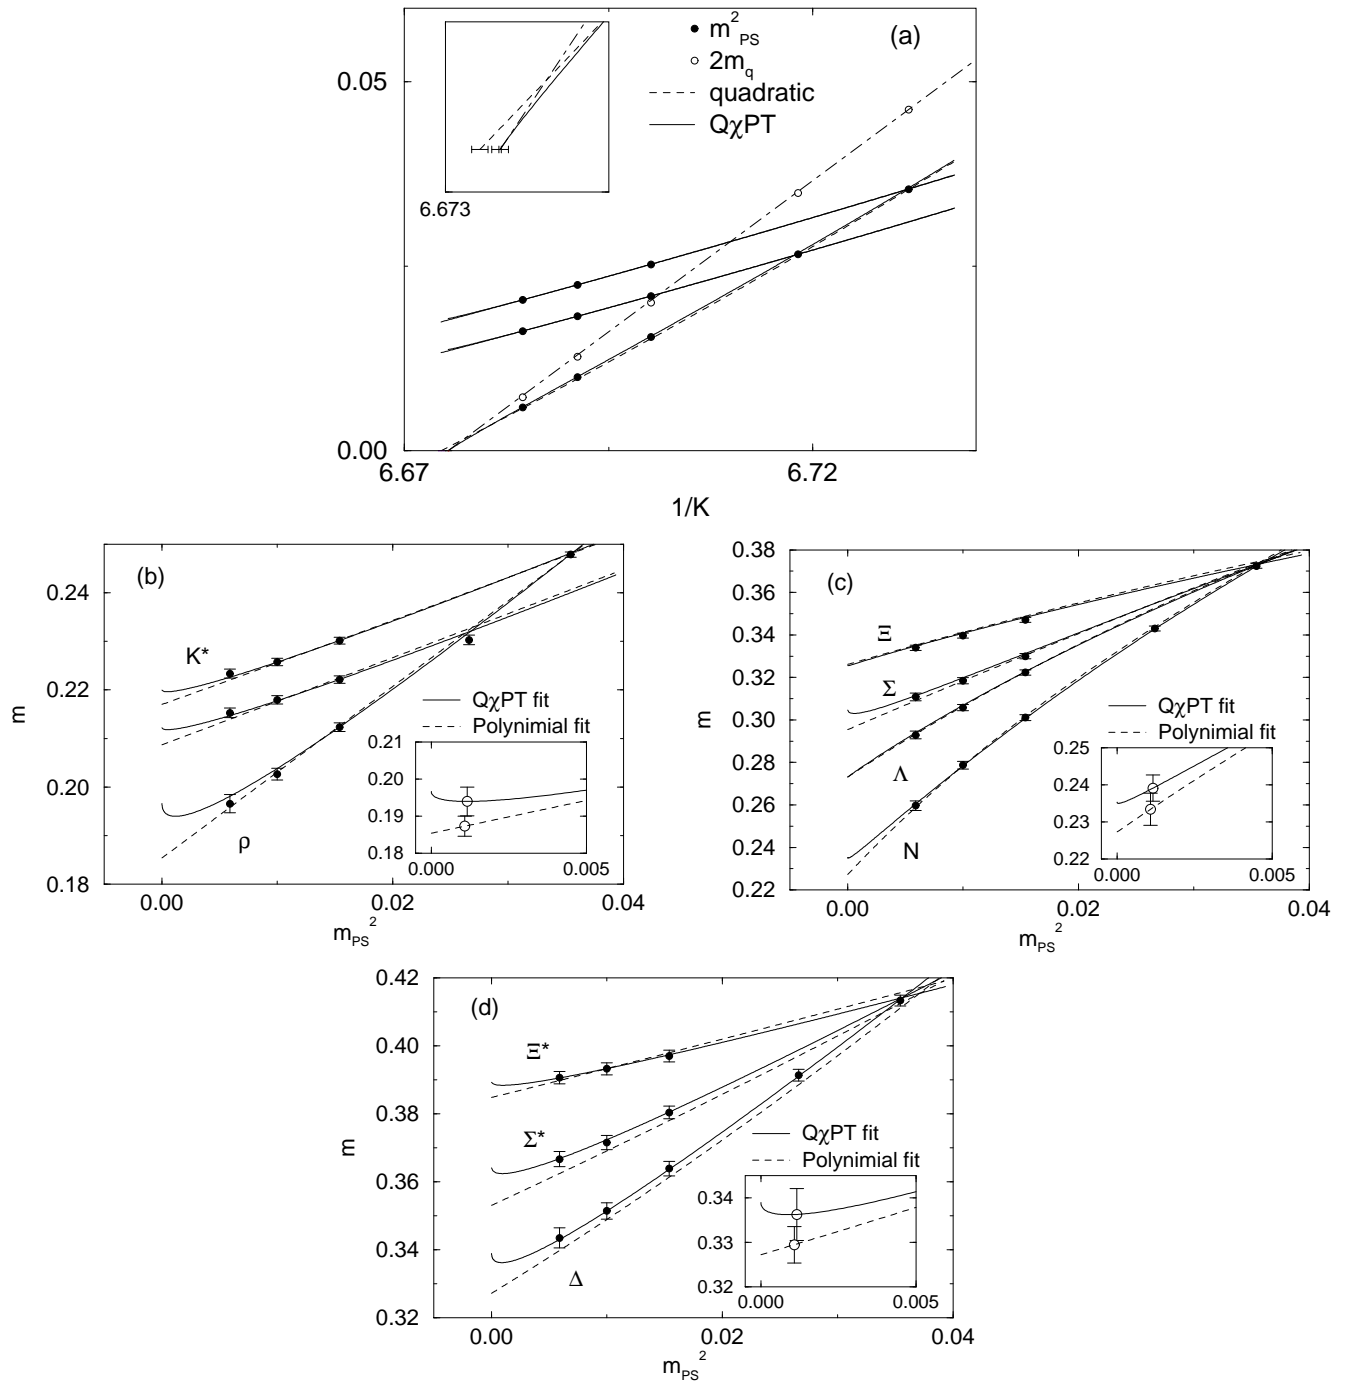 m²PS
(a)
2mq
quadratic
QχPT
0.05
6.673
0.00
6.67
6.72
1/K
(b)
K*
ρ
QχPT fit
Polynimial fit
0.24
0.22
0.20
0.18
m
0.21
0.20
0.19
0.18
0.000
0.005
0.00
0.02
0.04
mPS²
(c)
Ξ
Σ
Λ
N
QχPT fit
Polynimial fit
0.38
0.36
0.34
0.32
0.30
0.28
0.26
0.24
0.22
m
0.25
0.24
0.23
0.22
0.000
0.005
0.00
0.02
0.04
mPS²
(d)
Ξ*
Σ*
Δ
QχPT fit
Polynimial fit
0.42
0.40
0.38
0.36
0.34
0.32
m
0.34
0.33
0.32
0.000
0.005
0.00
0.02
0.04
mPS²